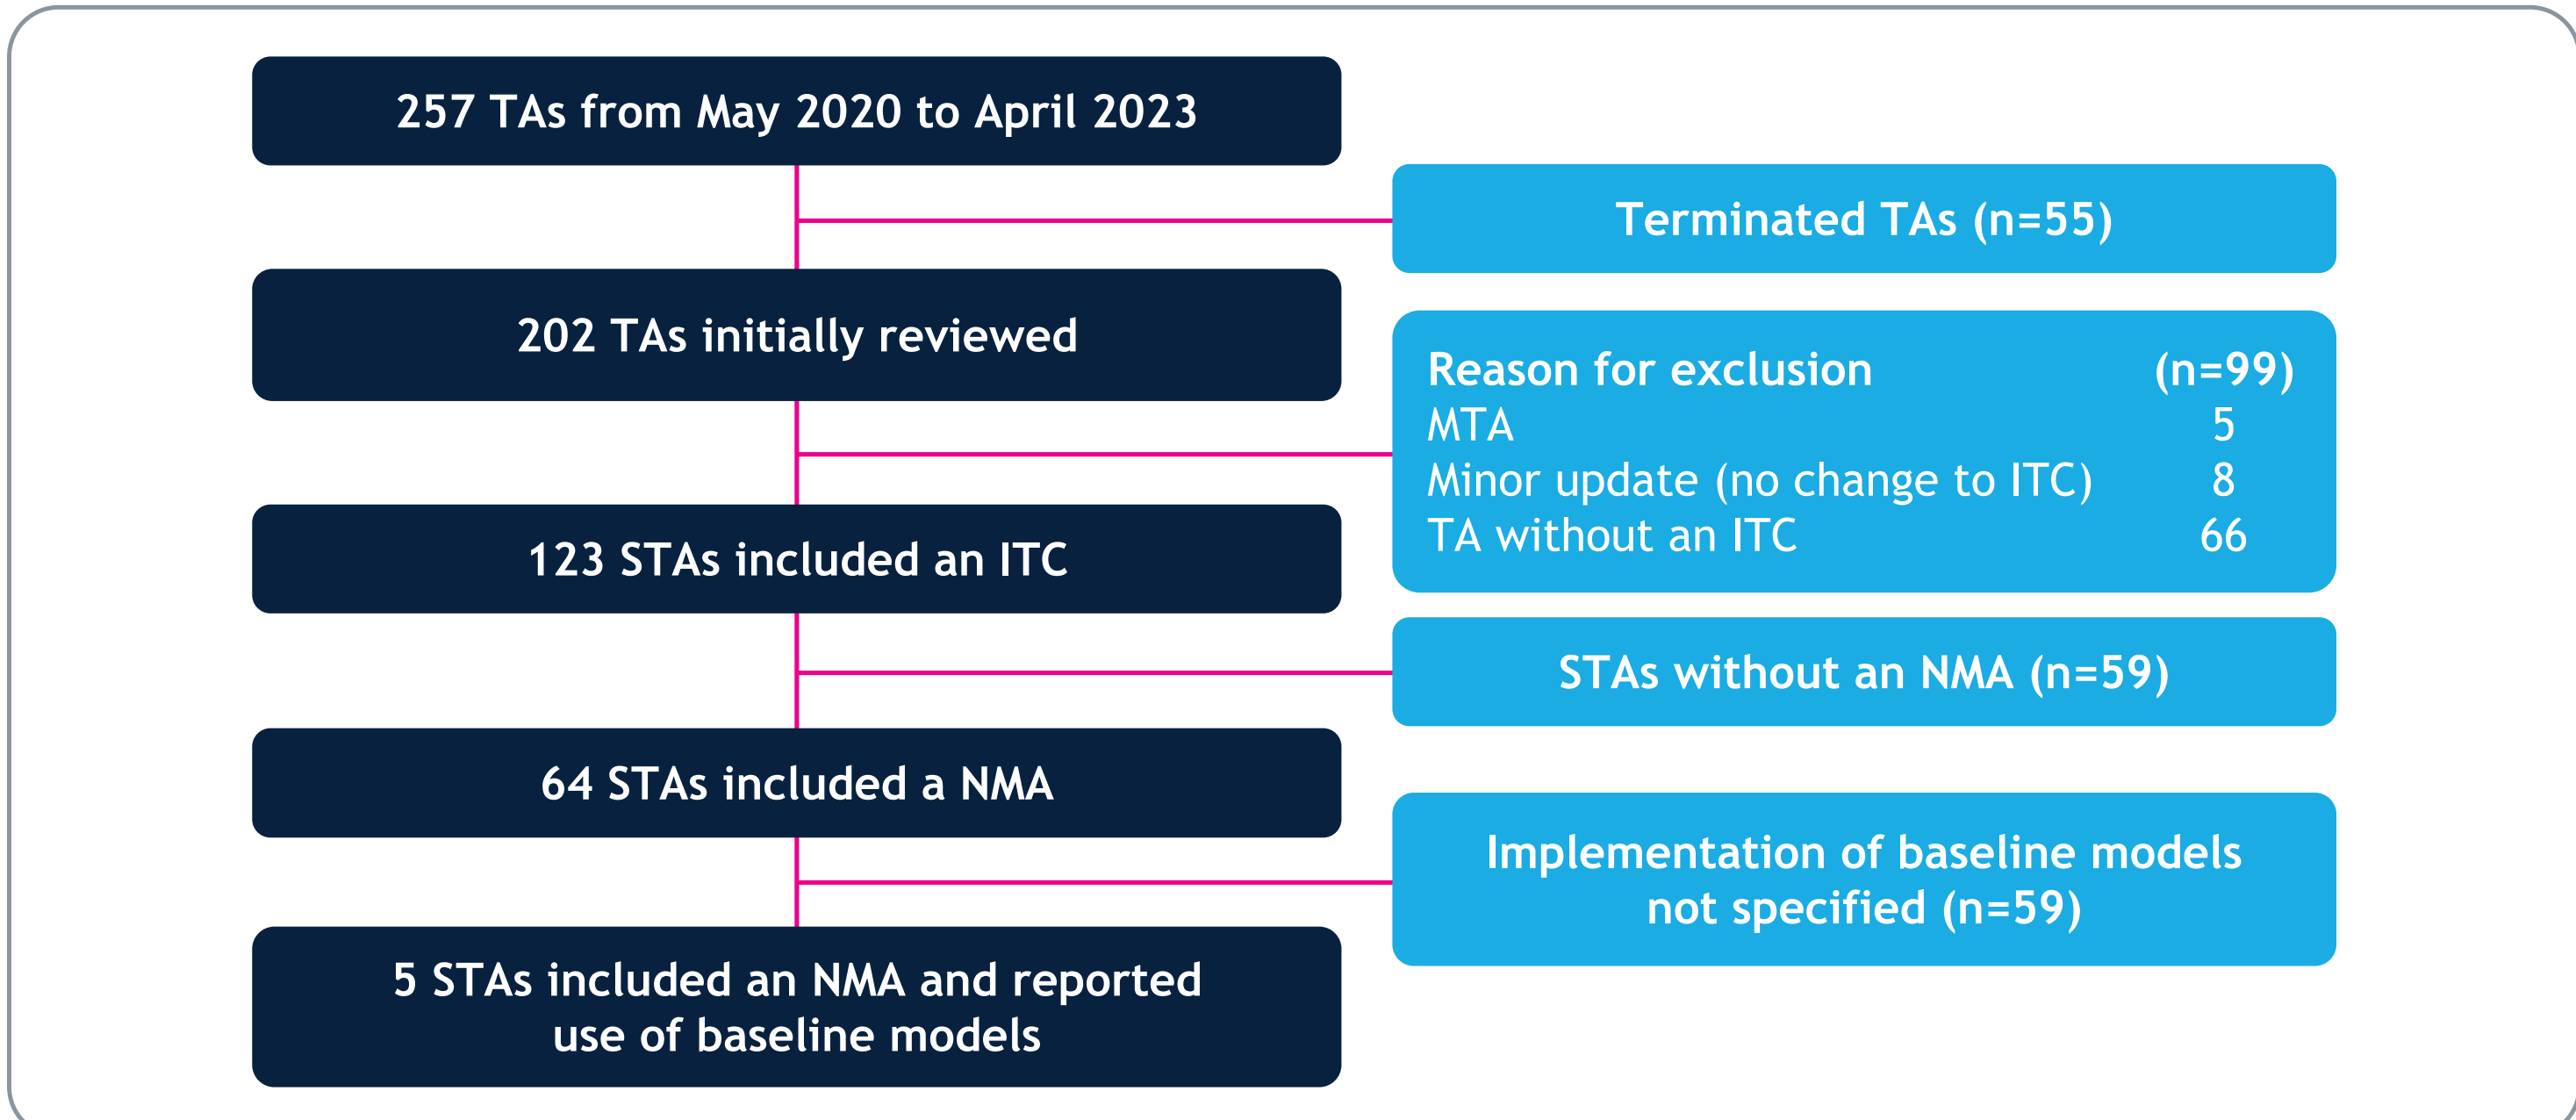 257 TAs from May 2020 to April 2023
Terminated TAs (n=55)
202 TAs initially reviewed
Reason for exclusion (n=99)
MTA 5
Minor update (no change to ITC) 8
TA without an ITC 66
123 STAs included an ITC
STAs without an NMA (n=59)
64 STAs included a NMA
Implementation of baseline models
not specified (n=59)
5 STAs included an NMA and reported
use of baseline models